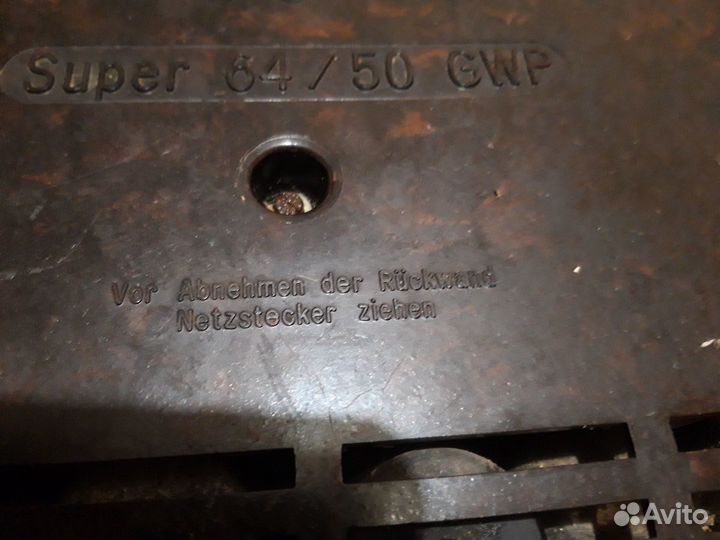 Super 64/50 GWP
Vor Abnehmen der Rückwand
Netzstecker ziehen
Avito